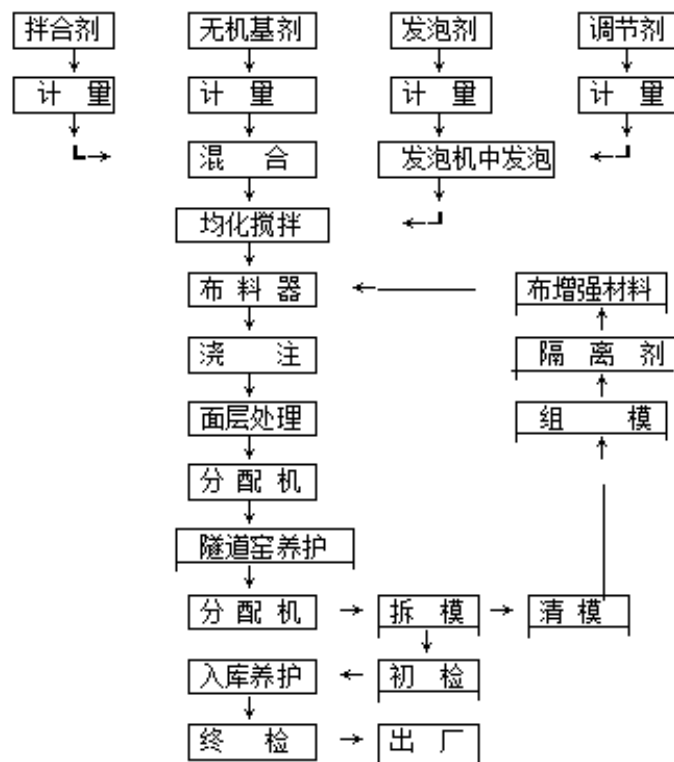 拌合剂 无机基剂 发泡剂 调节剂
计 量 计 量 计 量 计 量
混 合 发泡机中发泡
均化搅拌
布 料 器 布增强材料
浇 注 隔 离 剂
面层处理 组 模
分 配 机
隧道窑养护
分 配 机 拆 模 清 模
入库养护 初 检
终 检 出 厂